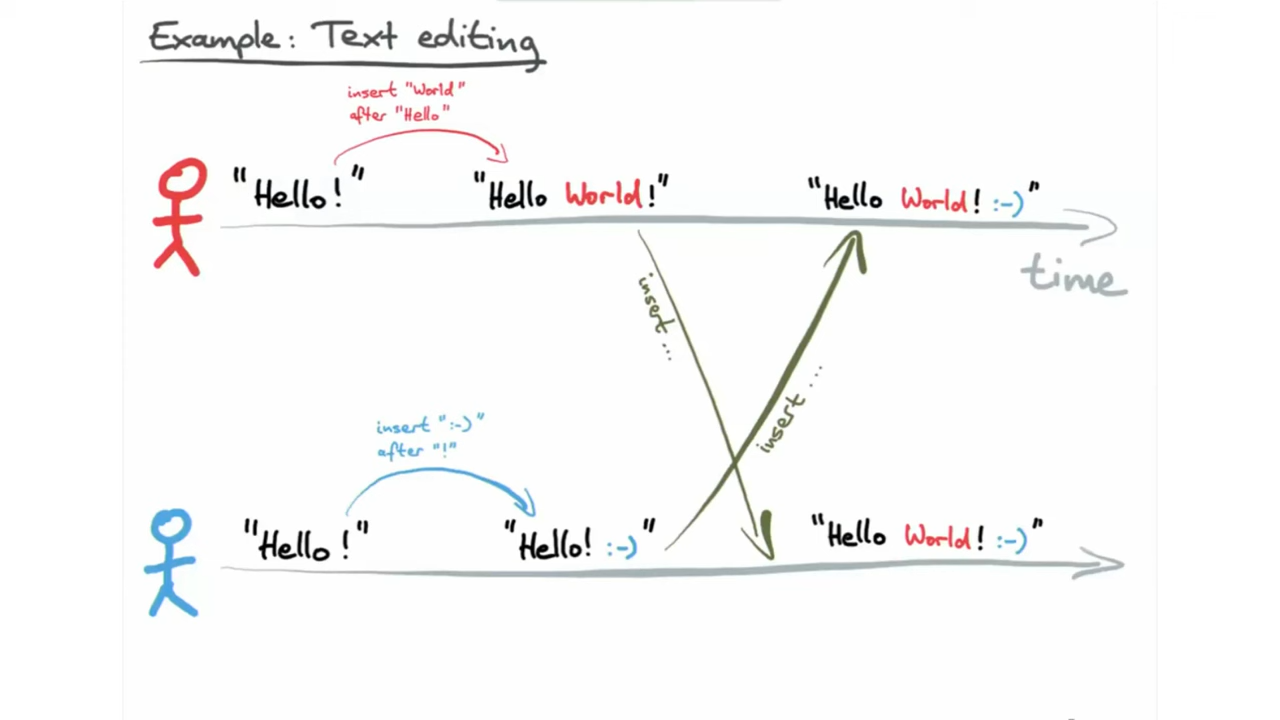 Example: Text editing
insert "World"
after "Hello"
"Hello!"
"Hello World!"
"Hello World! :-)"
time
insert ...
insert ...
insert ":-)"
after "!"
"Hello!"
"Hello! :-)"
"Hello World! :-)"